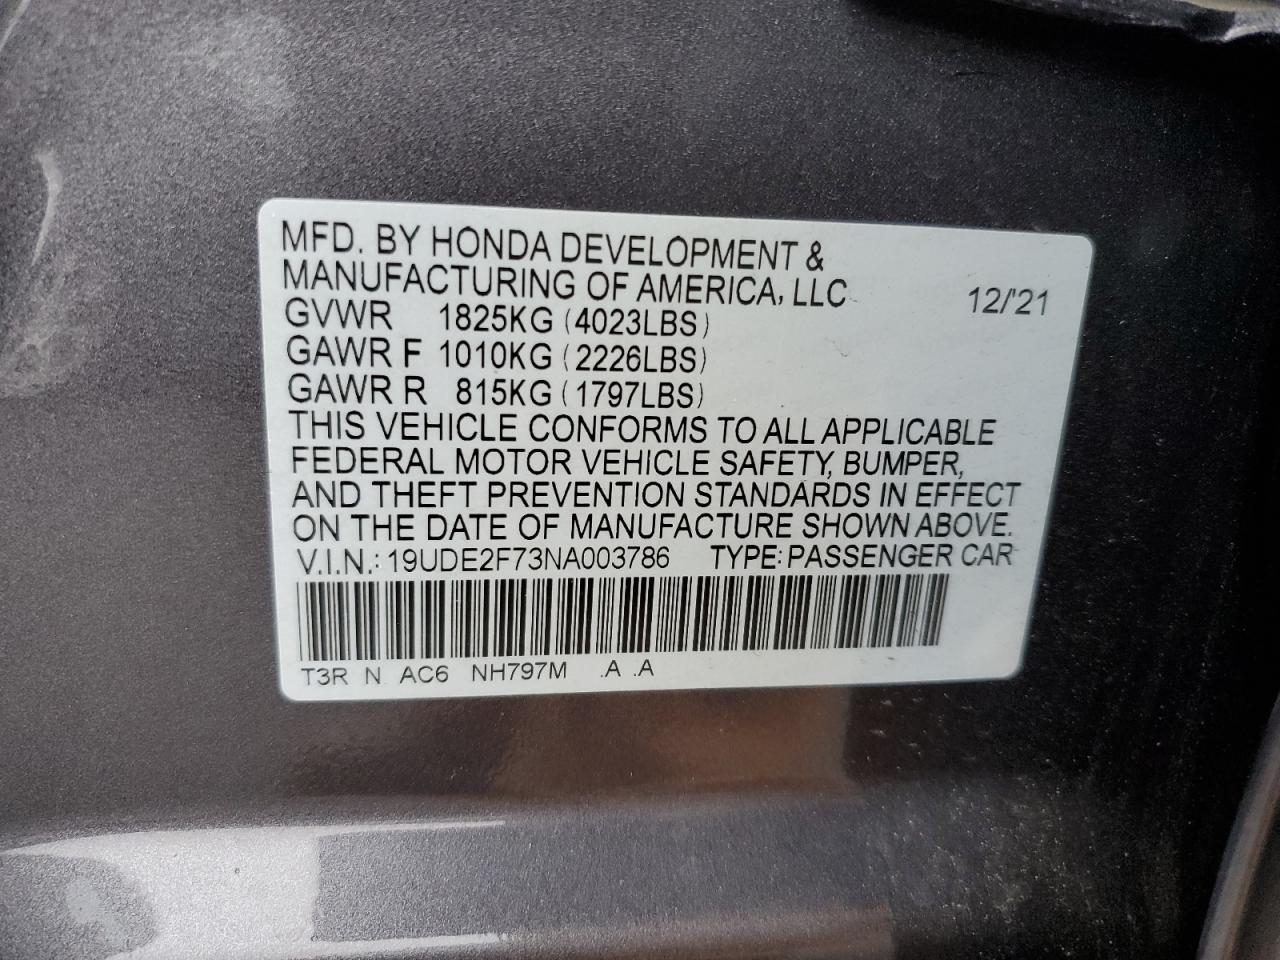 MFD. BY HONDA DEVELOPMENT &
MANUFACTURING OF AMERICA, LLC 12/'21
GVWR 1825KG (4023LBS)
GAWR F 1010KG (2226LBS)
GAWR R 815KG (1797LBS)
THIS VEHICLE CONFORMS TO ALL APPLICABLE
FEDERAL MOTOR VEHICLE SAFETY, BUMPER,
AND THEFT PREVENTION STANDARDS IN EFFECT
ON THE DATE OF MANUFACTURE SHOWN ABOVE.
V.I.N.: 19UDE2F73NA003786 TYPE: PASSENGER CAR
T3R N AC6 NH797M .A .A